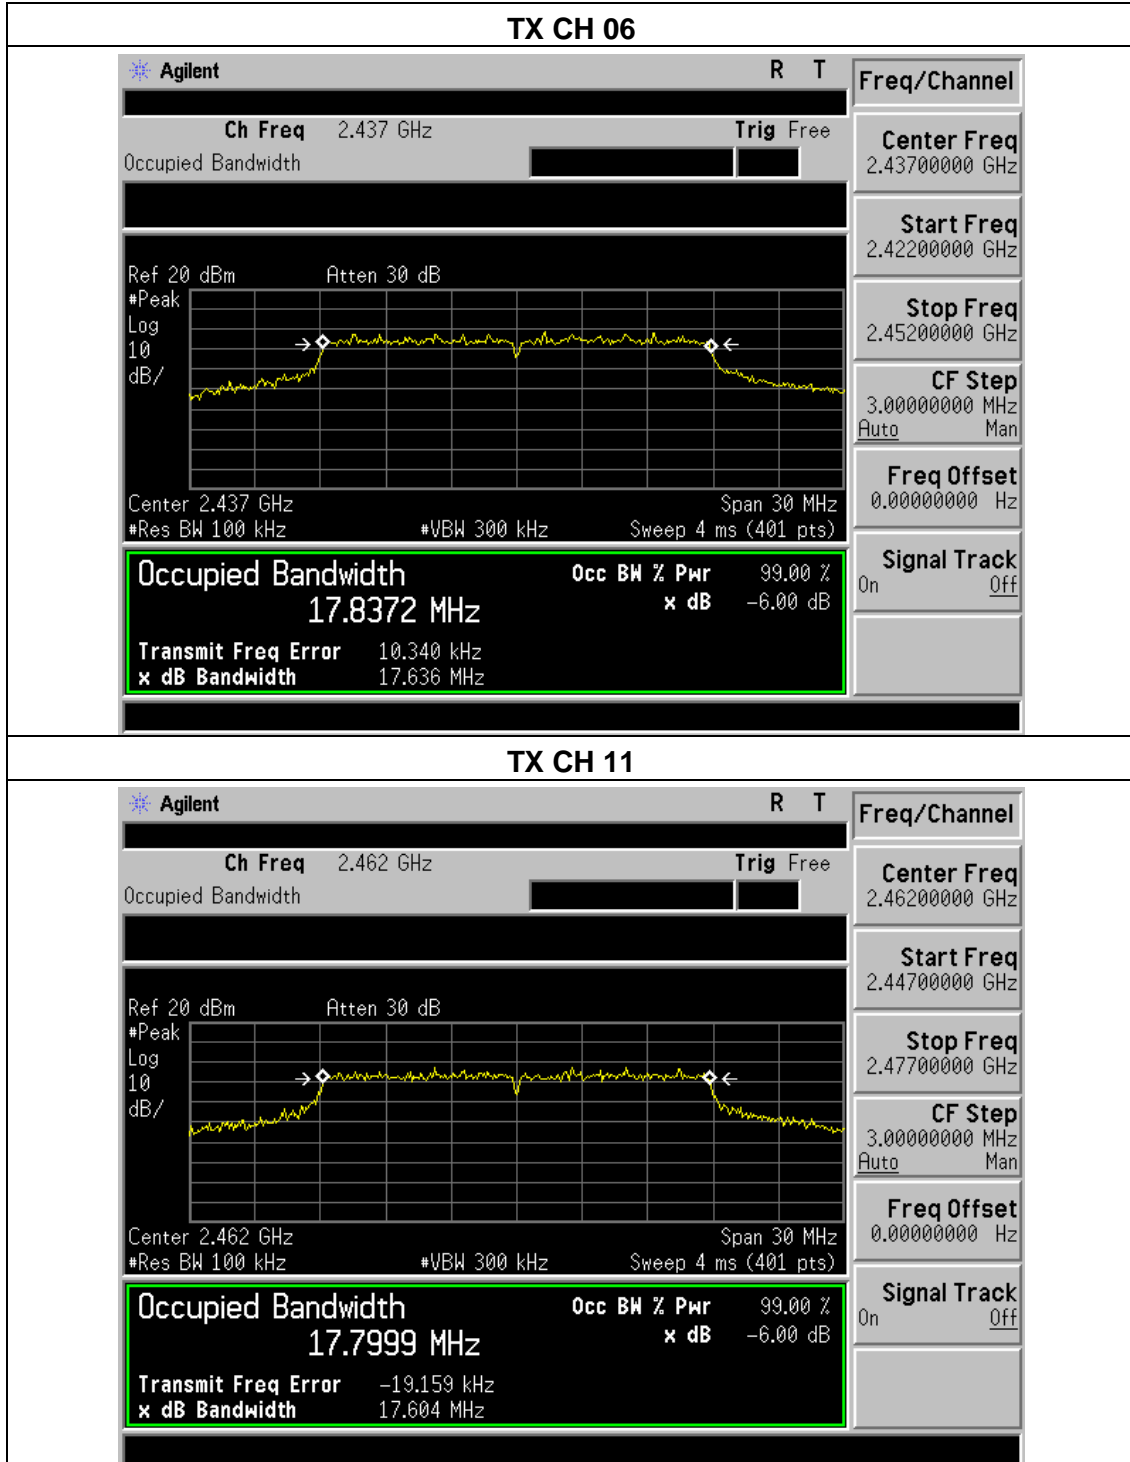 TX CH 06
Agilent R T
Freq/Channel
Ch Freq 2.437 GHz Trig Free
Occupied Bandwidth
Center Freq
2.43700000 GHz
Start Freq
2.42200000 GHz
Stop Freq
2.45200000 GHz
CF Step
3.00000000 MHz
Auto Man
Freq Offset
0.00000000 Hz
Signal Track
On Off
Ref 20 dBm Atten 30 dB
#Peak
Log
10
dB/
Center 2.437 GHz Span 30 MHz
#Res BW 100 kHz #VBW 300 kHz Sweep 4 ms (401 pts)
Occupied Bandwidth Occ BW % Pwr 99.00 %
17.8372 MHz x dB -6.00 dB
Transmit Freq Error 10.340 kHz
x dB Bandwidth 17.636 MHz
TX CH 11
Agilent R T
Freq/Channel
Ch Freq 2.462 GHz Trig Free
Occupied Bandwidth
Center Freq
2.46200000 GHz
Start Freq
2.44700000 GHz
Stop Freq
2.47700000 GHz
CF Step
3.00000000 MHz
Auto Man
Freq Offset
0.00000000 Hz
Signal Track
On Off
Ref 20 dBm Atten 30 dB
#Peak
Log
10
dB/
Center 2.462 GHz Span 30 MHz
#Res BW 100 kHz #VBW 300 kHz Sweep 4 ms (401 pts)
Occupied Bandwidth Occ BW % Pwr 99.00 %
17.7999 MHz x dB -6.00 dB
Transmit Freq Error -19.159 kHz
x dB Bandwidth 17.604 MHz